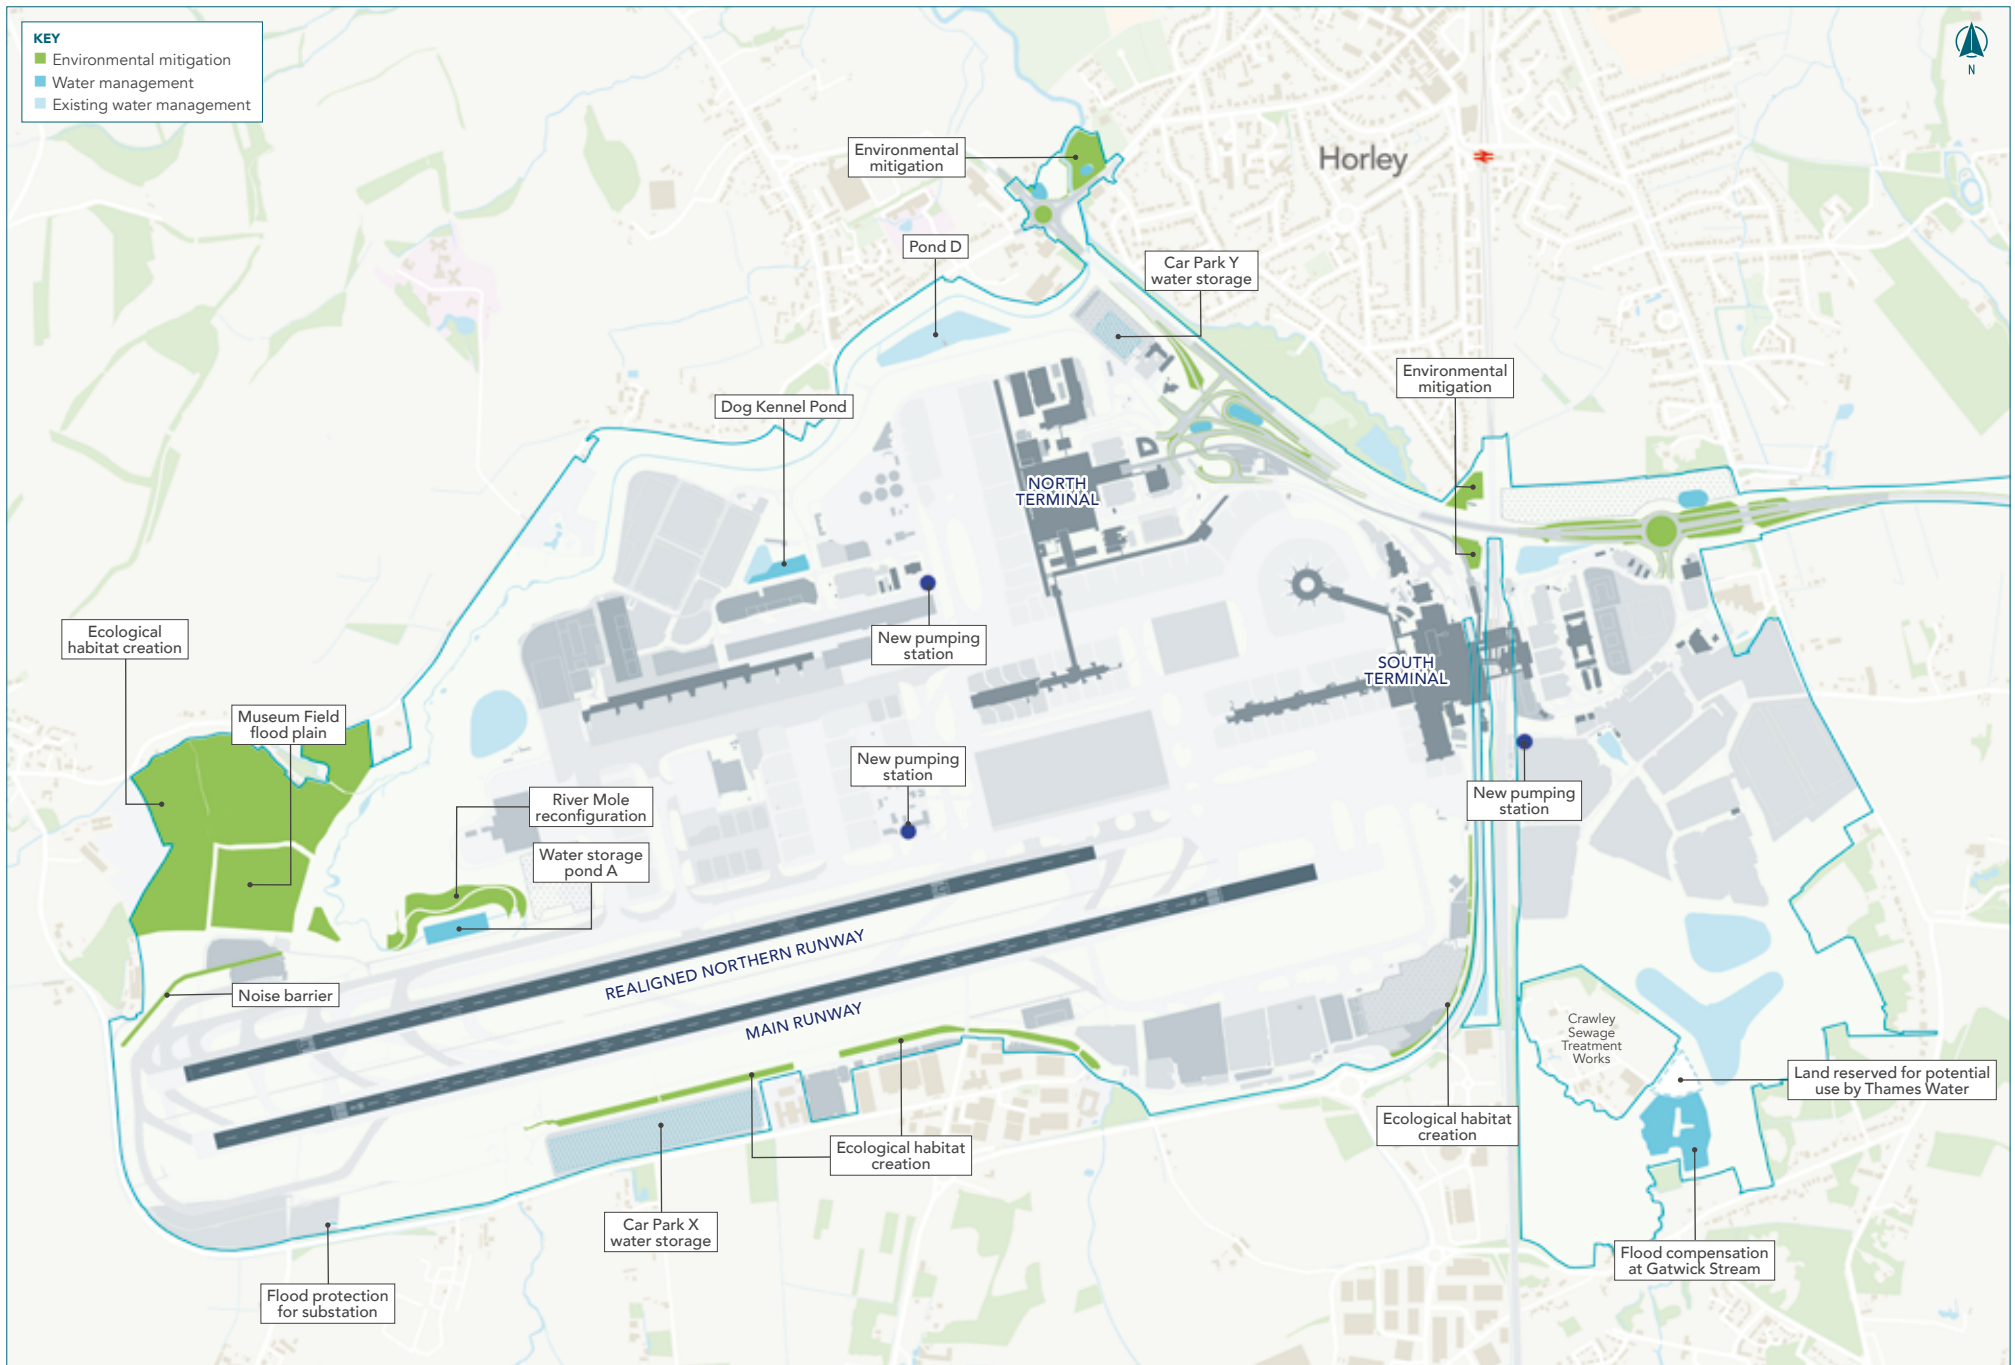 KEY
Environmental mitigation
Water management
Existing water management
N
Environmental
mitigation
Horley
Pond D
Car Park Y
water storage
Environmental
mitigation
Dog Kennel Pond
NORTH
TERMINAL
New pumping
station
Ecological
habitat creation
SOUTH
TERMINAL
Museum Field
flood plain
New pumping
station
River Mole
reconfiguration
New pumping
station
Water storage
pond A
REALIGNED NORTHERN RUNWAY
Noise barrier
MAIN RUNWAY
Crawley
Sewage
Treatment
Works
Land reserved for potential
use by Thames Water
Ecological habitat
creation
Ecological habitat
creation
Car Park X
water storage
Flood compensation
at Gatwick Stream
Flood protection
for substation